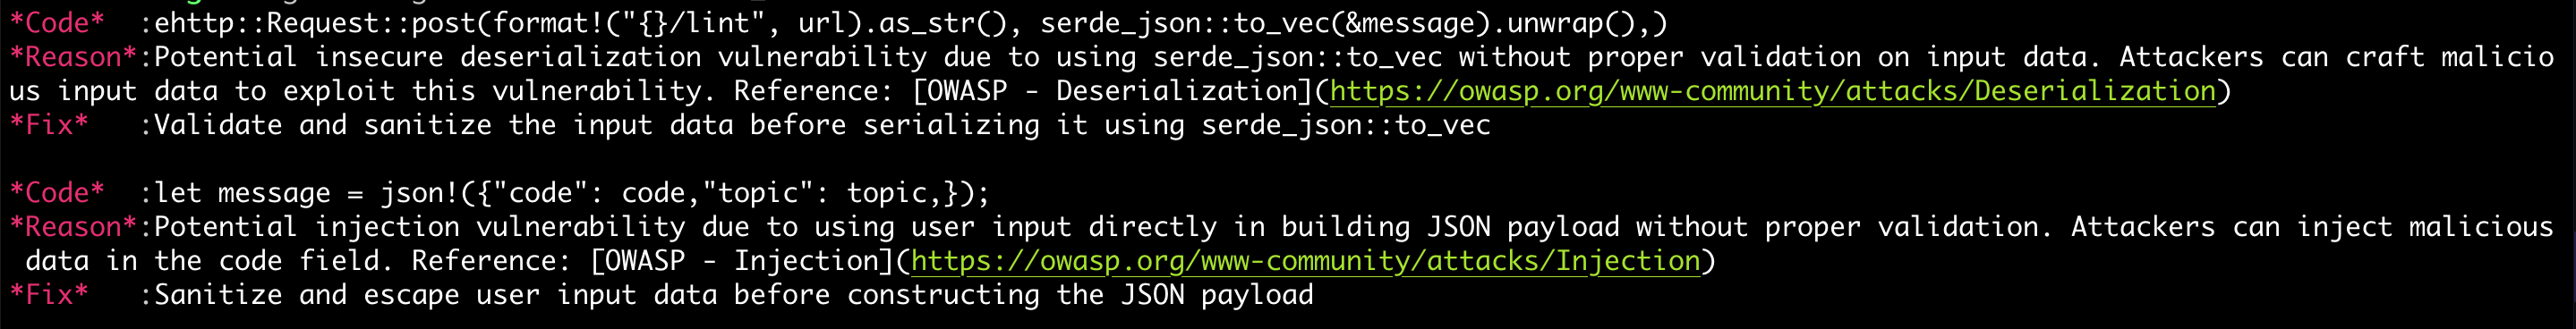 *Code*  :ehttp::Request::post(format!("{}/lint", url).as_str(), serde_json::to_vec(&message).unwrap(),)
*Reason*:Potential insecure deserialization vulnerability due to using serde_json::to_vec without proper validation on input data. Attackers can craft malicio
us input data to exploit this vulnerability. Reference: [OWASP - Deserialization](https://owasp.org/www-community/attacks/Deserialization)
*Fix*   :Validate and sanitize the input data before serializing it using serde_json::to_vec
*Code*  :let message = json!({"code": code,"topic": topic,});
*Reason*:Potential injection vulnerability due to using user input directly in building JSON payload without proper validation. Attackers can inject malicious
 data in the code field. Reference: [OWASP - Injection](https://owasp.org/www-community/attacks/Injection)
*Fix*   :Sanitize and escape user input data before constructing the JSON payload